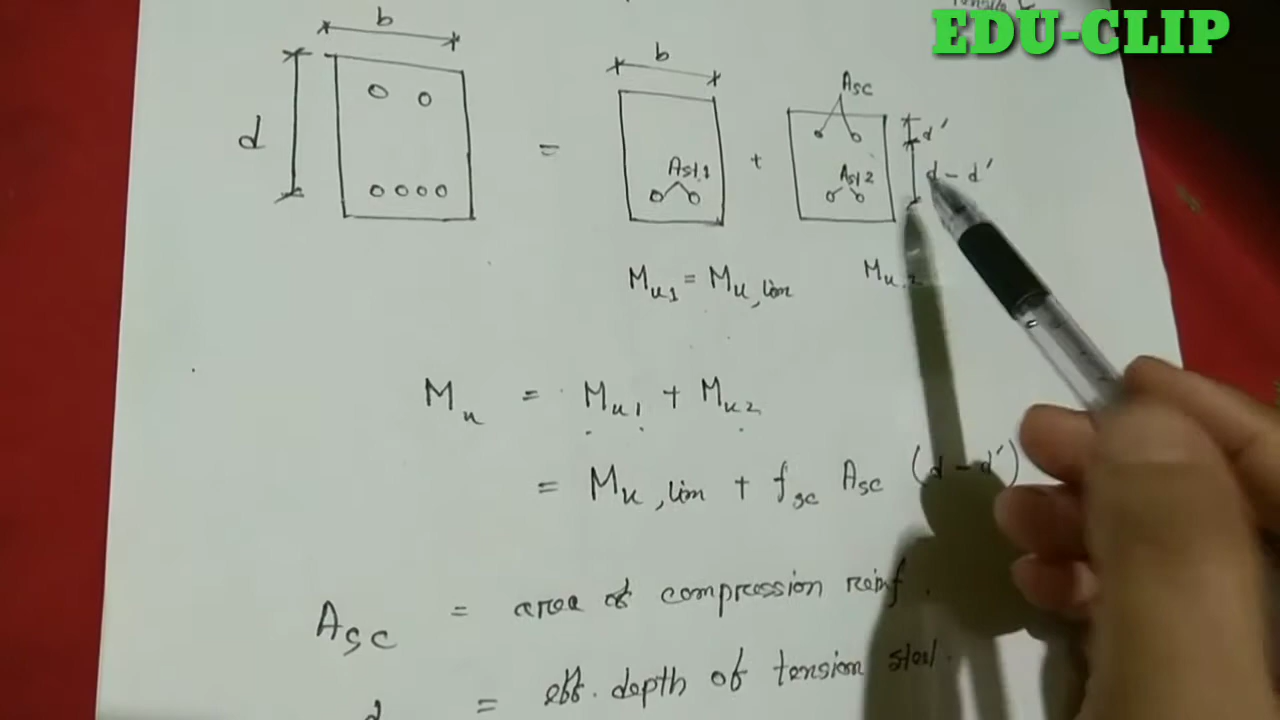 EDU-CLIP
b
b
Asc
d
=
+
d'
d - d'
Ast1
Ast2
Mu1 = Mu,lim
Mu2
Mu = Mu1 + Mu2
= Mu,lim + fsc Asc (d - d')
Asc = area of compression reinf.
d = eff. depth of tension steel.